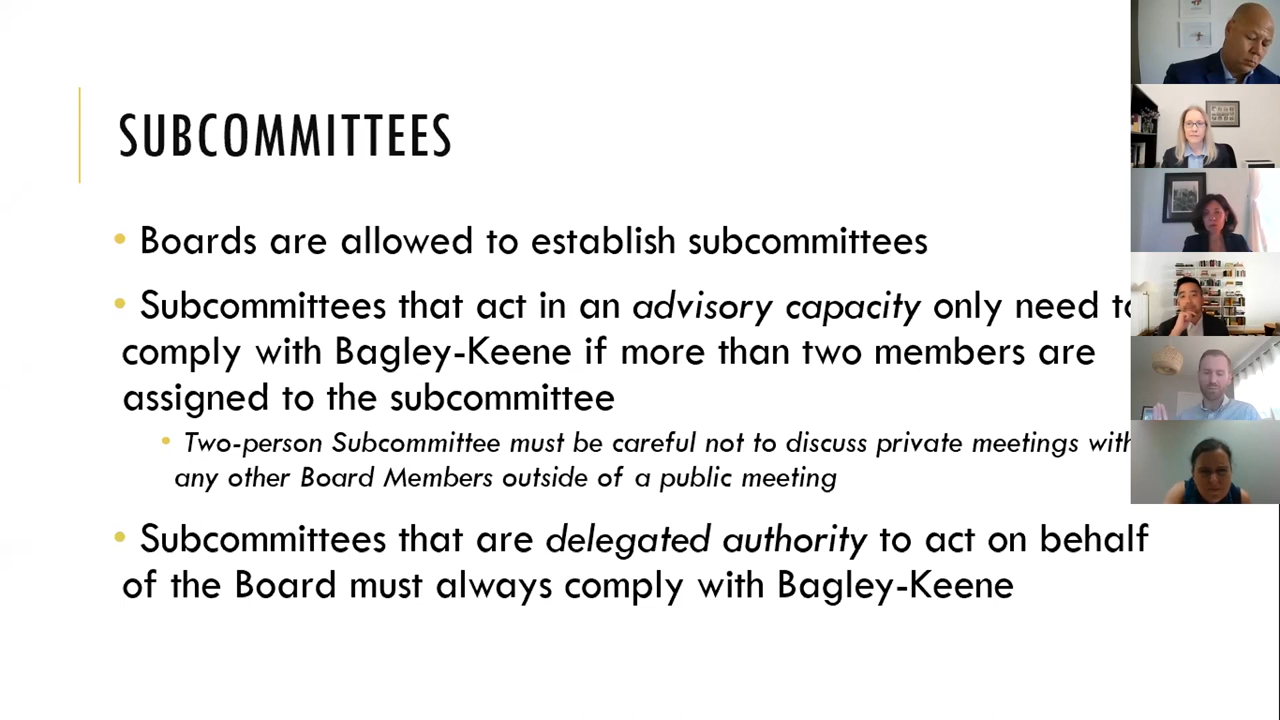 SUBCOMMITTEES
• Boards are allowed to establish subcommittees
• Subcommittees that act in an advisory capacity only need to
comply with Bagley-Keene if more than two members are
assigned to the subcommittee
• Two-person Subcommittee must be careful not to discuss private meetings with
any other Board Members outside of a public meeting
• Subcommittees that are delegated authority to act on behalf
of the Board must always comply with Bagley-Keene